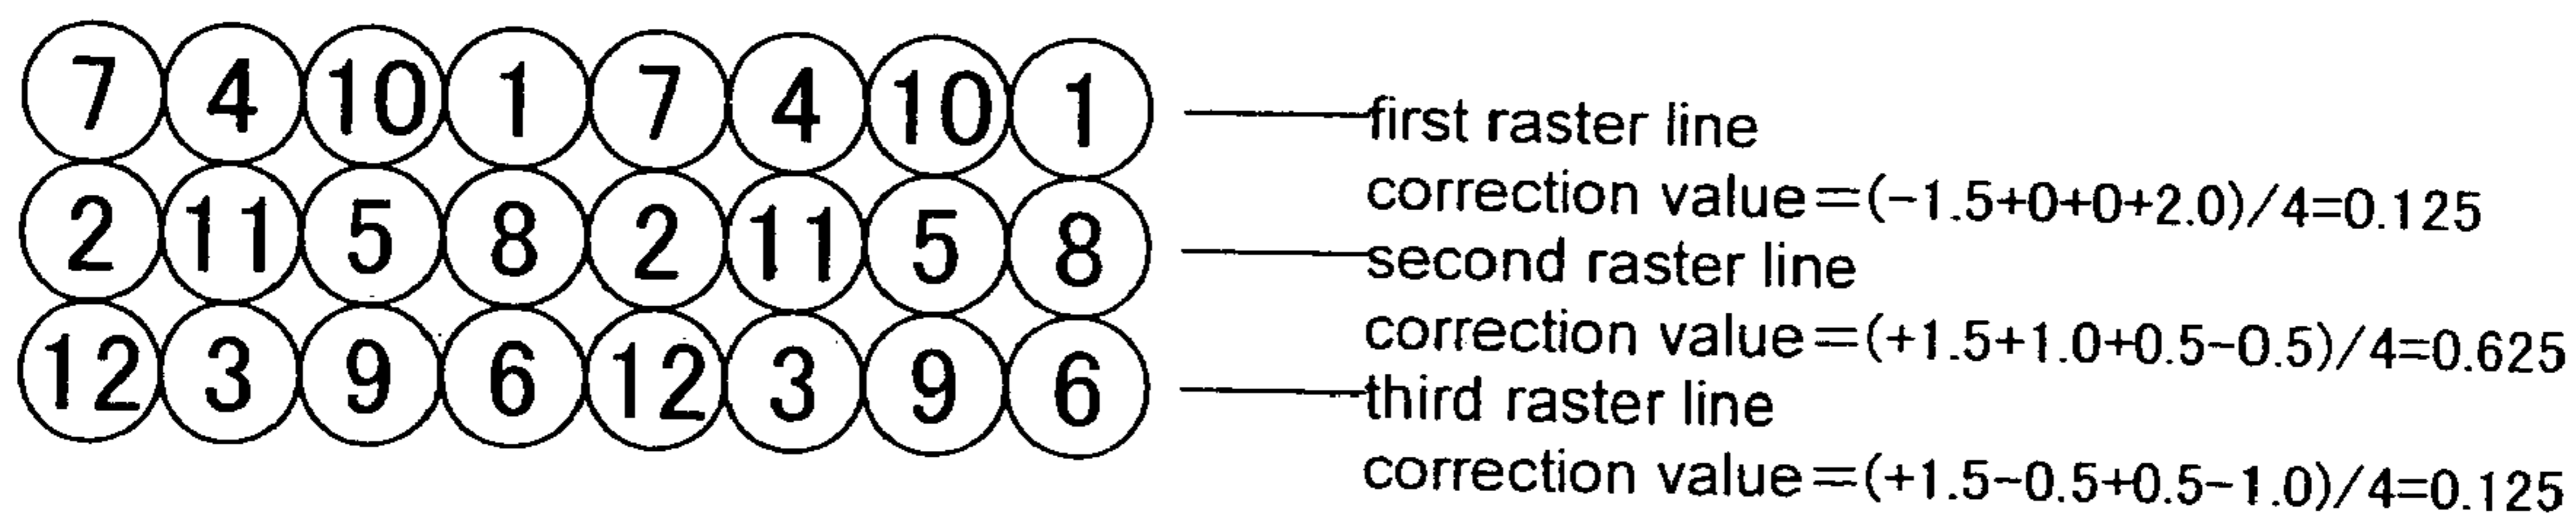 7 4 10 1 7 4 10 1
first raster line
correction value=(-1.5+0+0+2.0)/4=0.125
2 11 5 8 2 11 5 8
second raster line
correction value=(+1.5+1.0+0.5-0.5)/4=0.625
12 3 9 6 12 3 9 6
third raster line
correction value=(+1.5-0.5+0.5-1.0)/4=0.125